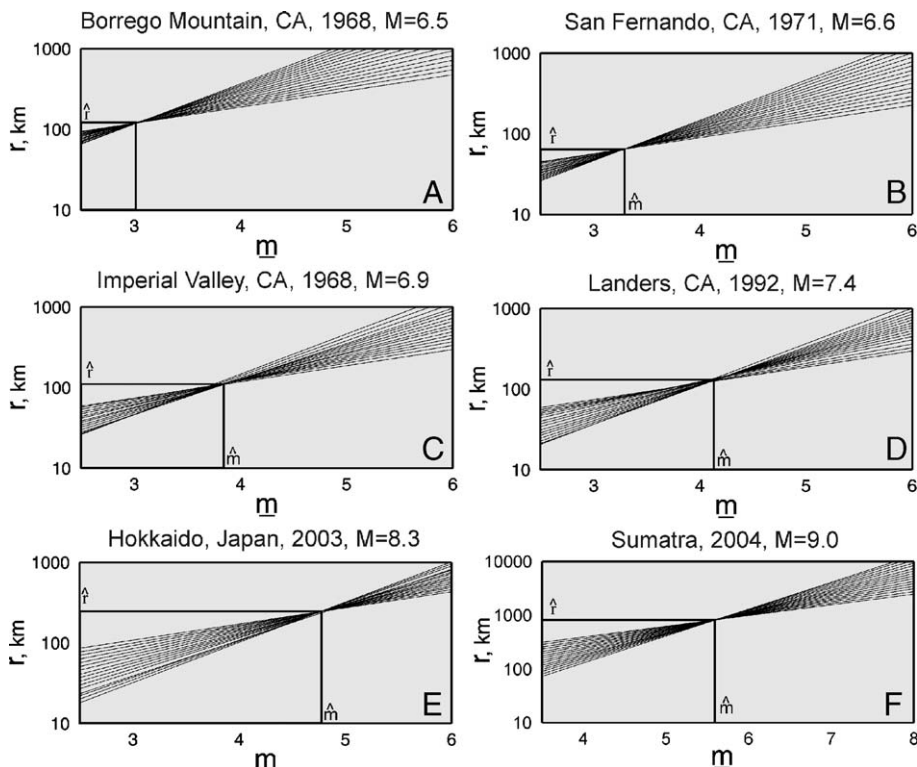 Borrego Mountain, CA, 1968, M=6.5
1000
100
10
r, km
r̂
A
3 4 5 6
m
San Fernando, CA, 1971, M=6.6
1000
100
10
r, km
r̂
m̂
B
3 4 5 6
m
Imperial Valley, CA, 1968, M=6.9
1000
100
10
r, km
r̂
m̂
C
3 4 5 6
m
Landers, CA, 1992, M=7.4
1000
100
10
r, km
r̂
m̂
D
3 4 5 6
m
Hokkaido, Japan, 2003, M=8.3
1000
100
10
r, km
r̂
m̂
E
3 4 5 6
m
Sumatra, 2004, M=9.0
10000
1000
100
10
r, km
r̂
m̂
F
4 5 6 7 8
m